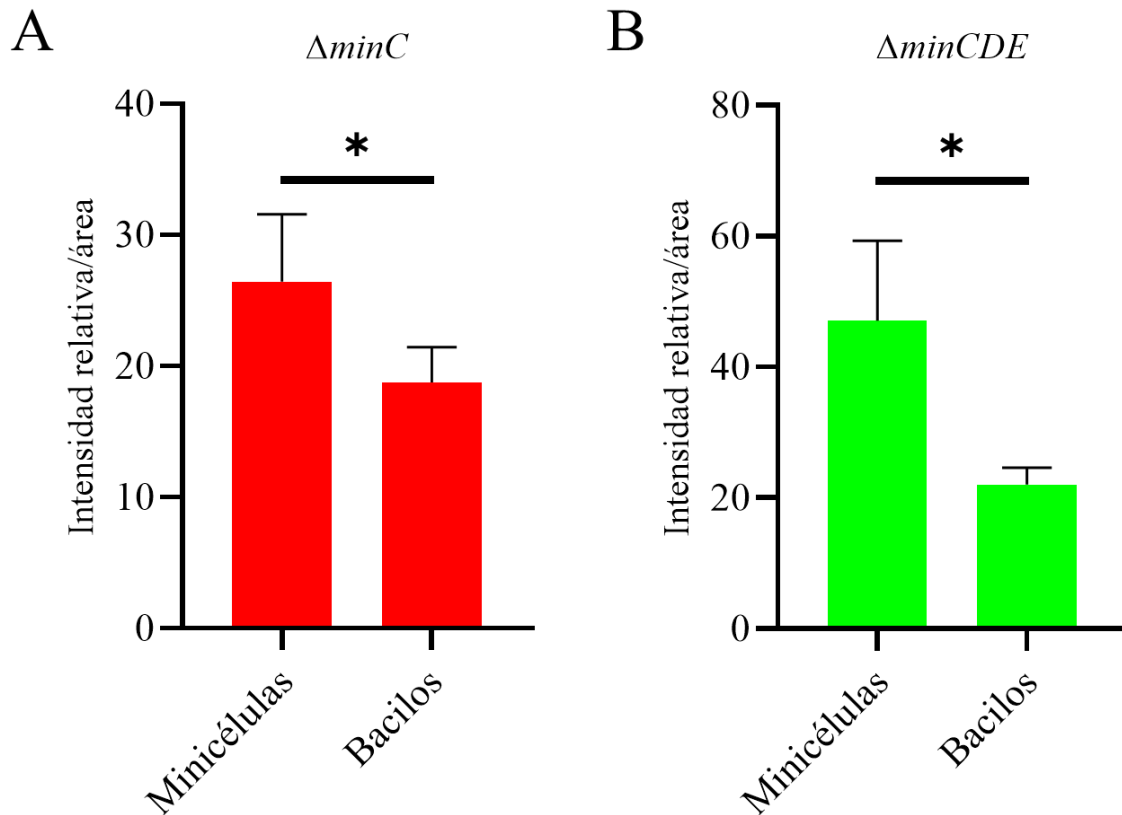 A
ΔminC
Intensidad relativa/área
40
30
20
10
0
*
Minicélulas
Bacilos
B
ΔminCDE
Intensidad relativa/área
80
60
40
20
0
*
Minicélulas
Bacilos